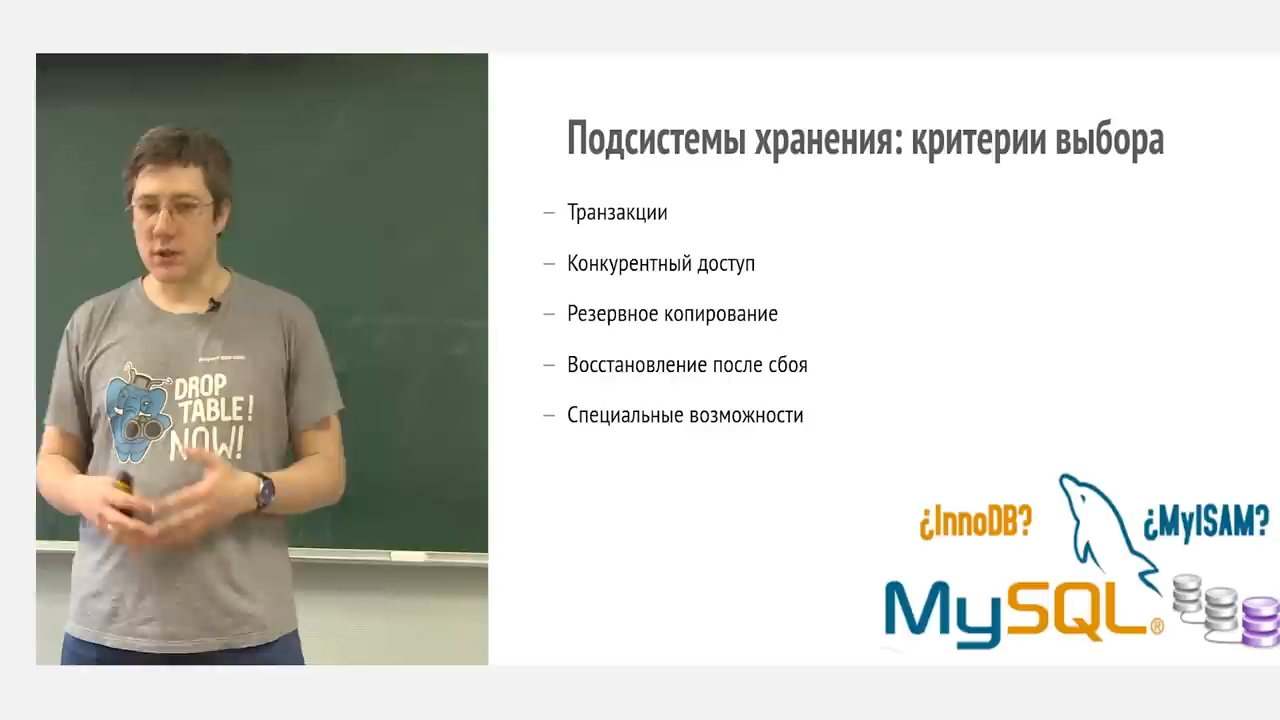 Подсистемы хранения: критерии выбора
– Транзакции
– Конкурентный доступ
– Резервное копирование
– Восстановление после сбоя
– Специальные возможности
DROP
TABLE!
NOW!
¿InnoDB?
¿MyISAM?
MySQL®